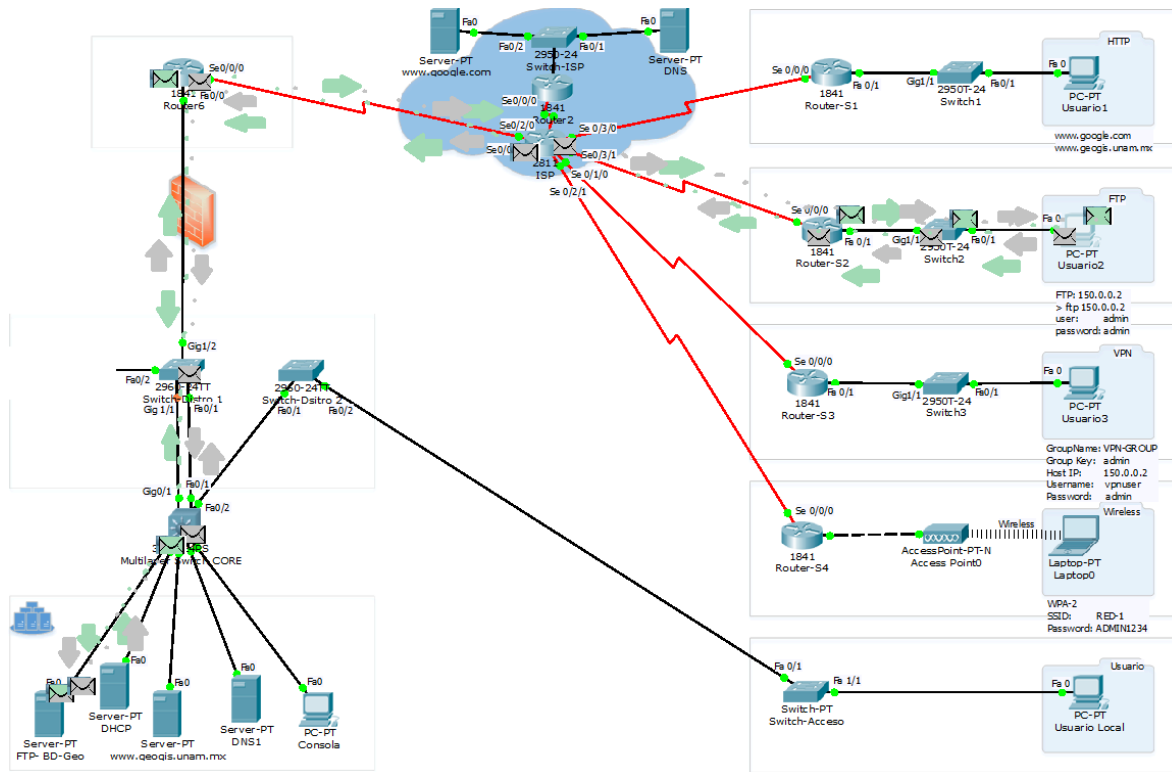 Fa0
Fa0/2
Fa0/1
Fa0
Server-PT
www.google.com
2950-24
Switch-ISP
Server-PT
DNS
Se0/0/0
Fa0/0
1841
Router6
Se0/0/0
1841
Router2
Se0/2/0
Se 0/3/0
Se0/3/1
Se 0/1/0
Se 0/2/1
ISP
HTTP
Se 0/0/0
Fa 0/1
Gig1/1
Fa0/1
Fa 0
1841
Router-S1
2950T-24
Switch1
PC-PT
Usuario1
www.google.com
www.geogis.unam.mx
FTP
Se 0/0/0
Fa 0/1
Gig1/1
Fa0/1
Fa 0
1841
Router-S2
2950T-24
Switch2
PC-PT
Usuario2
FTP: 150.0.0.2
> ftp 150.0.0.2
user: admin
password: admin
VPN
Se 0/0/0
Fa 0/1
Gig1/1
Fa0/1
Fa 0
1841
Router-S3
2950T-24
Switch3
PC-PT
Usuario3
GroupName: VPN-GROUP
Group Key: admin
Host IP: 150.0.0.2
Username: vpnuser
Password: admin
Wireless
Se 0/0/0
Wireless
1841
Router-S4
AccessPoint-PT-N
Access Point0
Laptop-PT
Laptop0
WPA-2
SSID: RED-1
Password: ADMIN1234
Usuario
Fa 0/1
Fa 1/1
Fa 0
Switch-PT
Switch-Acceso
PC-PT
Usuario Local
Gig1/2
Fa0/2
2960-24TT
Switch-Distro 1
Gig 1/1
Fa0/1
2960-24TT
Switch-Dsitro 2
Fa0/1
Fa0/2
Gig0/1
Fa0/1
Fa0/2
Multilayer Switch CORE
Fa0
Fa0
Fa0
Fa0
Fa0
Server-PT
FTP- BD-Geo
Server-PT
DHCP
Server-PT
www.geogis.unam.mx
Server-PT
DNS1
PC-PT
Consola